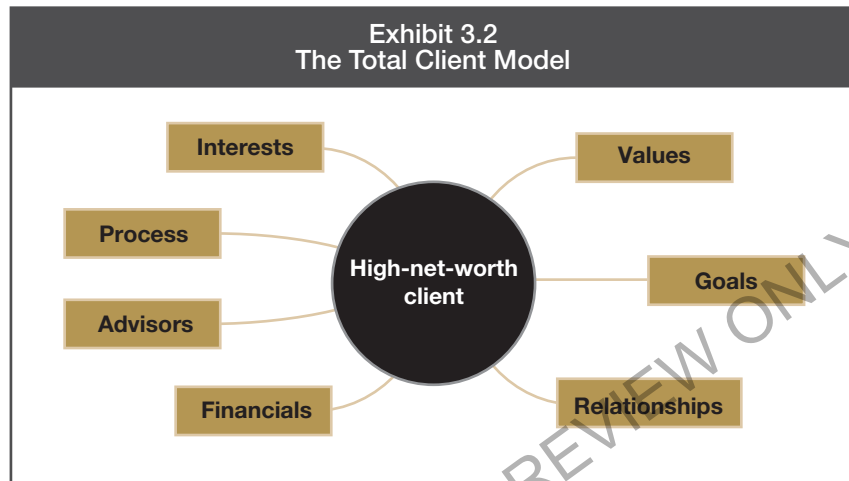 Exhibit 3.2
The Total Client Model
Interests
Values
Process
High-net-worth
client
Goals
Advisors
Financials
Relationships
REVIEW ONLY